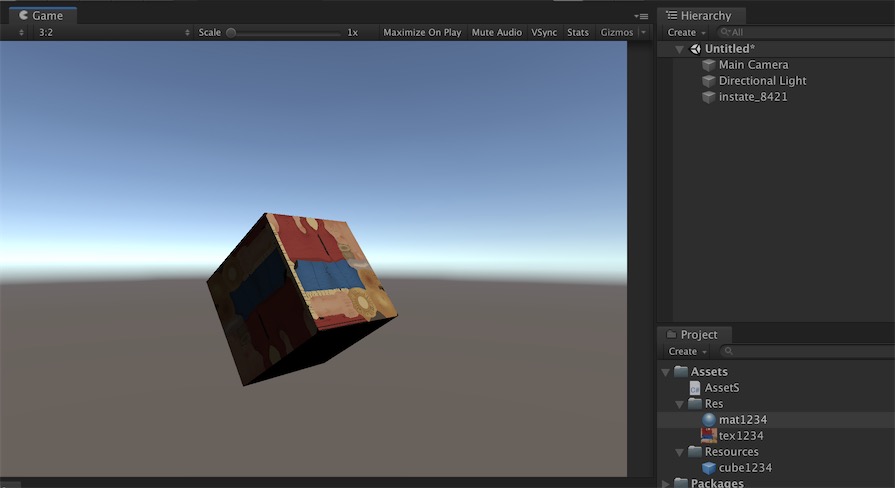 Game
3:2 Scale 1x Maximize On Play Mute Audio VSync Stats Gizmos
Hierarchy
Create All
Untitled*
Main Camera
Directional Light
instate_8421
Project
Create
Assets
C#
AssetS
Res
mat1234
tex1234
Resources
cube1234
Packages